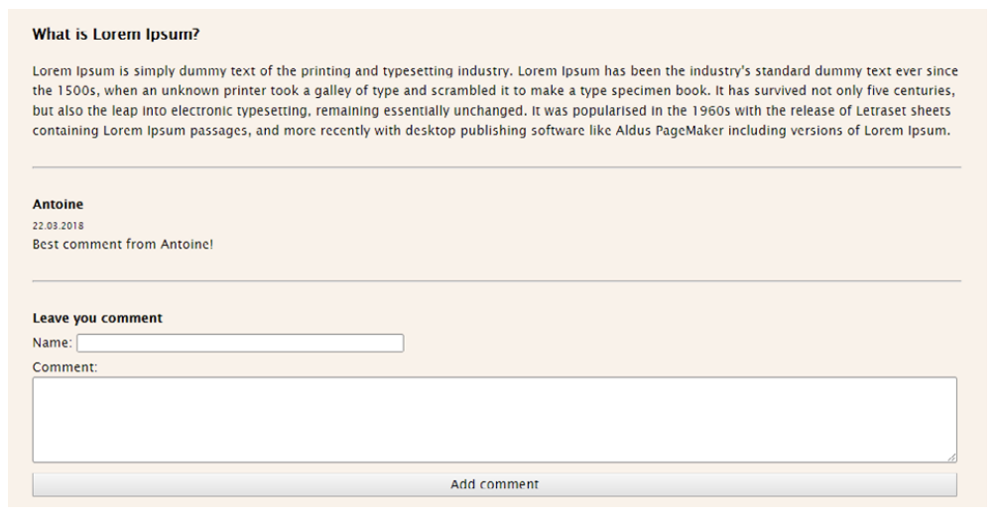 What is Lorem Ipsum?
Lorem Ipsum is simply dummy text of the printing and typesetting industry. Lorem Ipsum has been the industry's standard dummy text ever since
the 1500s, when an unknown printer took a galley of type and scrambled it to make a type specimen book. It has survived not only five centuries,
but also the leap into electronic typesetting, remaining essentially unchanged. It was popularised in the 1960s with the release of Letraset sheets
containing Lorem Ipsum passages, and more recently with desktop publishing software like Aldus PageMaker including versions of Lorem Ipsum.
Antoine
22.03.2018
Best comment from Antoine!
Leave you comment
Name:
Comment:
Add comment